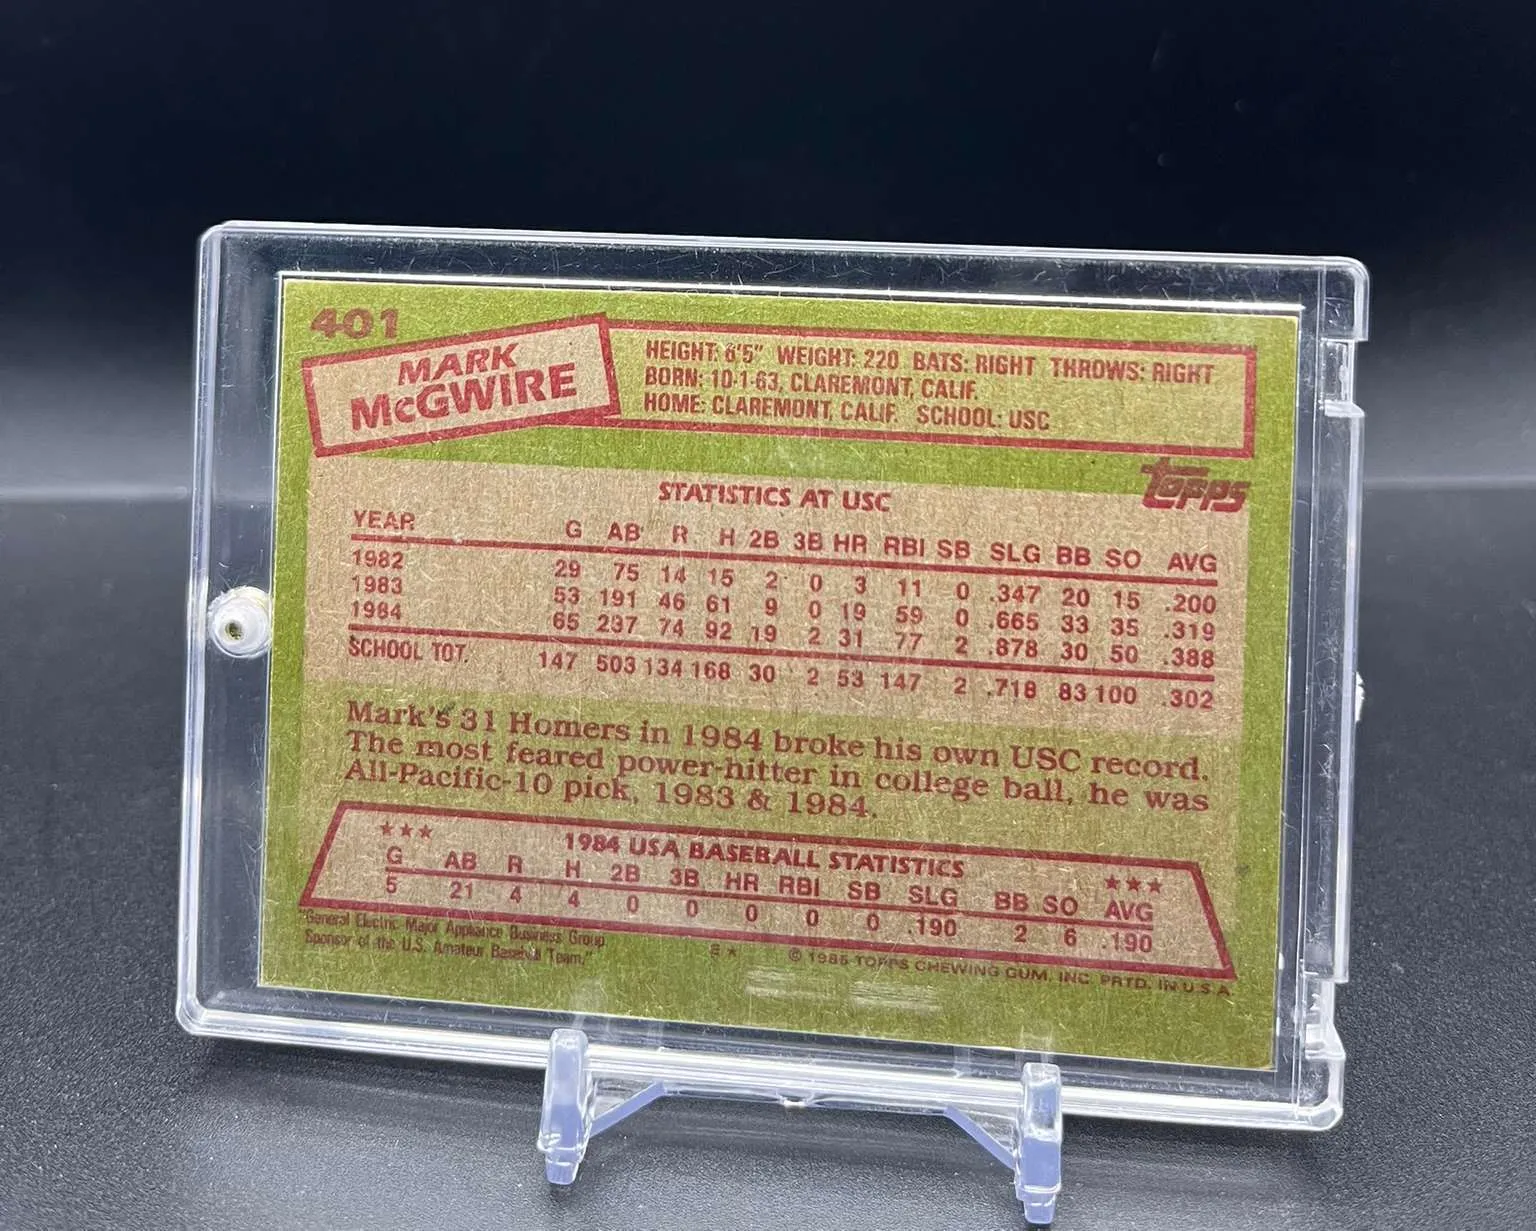 401
MARK
McGWIRE
HEIGHT: 6'5" WEIGHT: 220 BATS: RIGHT THROWS: RIGHT
BORN: 10-1-63, CLAREMONT, CALIF.
HOME: CLAREMONT, CALIF. SCHOOL: USC
topps
STATISTICS AT USC
YEAR G AB R H 2B 3B HR RBI SB SLG BB SO AVG
1982 29 75 14 15 2 0 3 11 0 .347 20 15 .200
1983 53 191 46 61 9 0 19 59 0 .665 33 35 .319
1984 65 237 74 92 19 2 31 77 2 .878 30 50 .388
SCHOOL TOT. 147 503 134 168 30 2 53 147 2 .718 83 100 .302
Mark's 31 Homers in 1984 broke his own USC record.
The most feared power-hitter in college ball, he was
All-Pacific-10 pick, 1983 & 1984.
★★★ 1984 USA BASEBALL STATISTICS ★★★
G AB R H 2B 3B HR RBI SB SLG BB SO AVG
5 21 4 4 0 0 0 0 0 .190 2 6 .190
"General Electric Major Appliance Business Group
Sponsor of the U.S. Amateur Baseball Team."
E ★ © 1985 TOPPS CHEWING GUM, INC. PRTD. IN U.S.A.